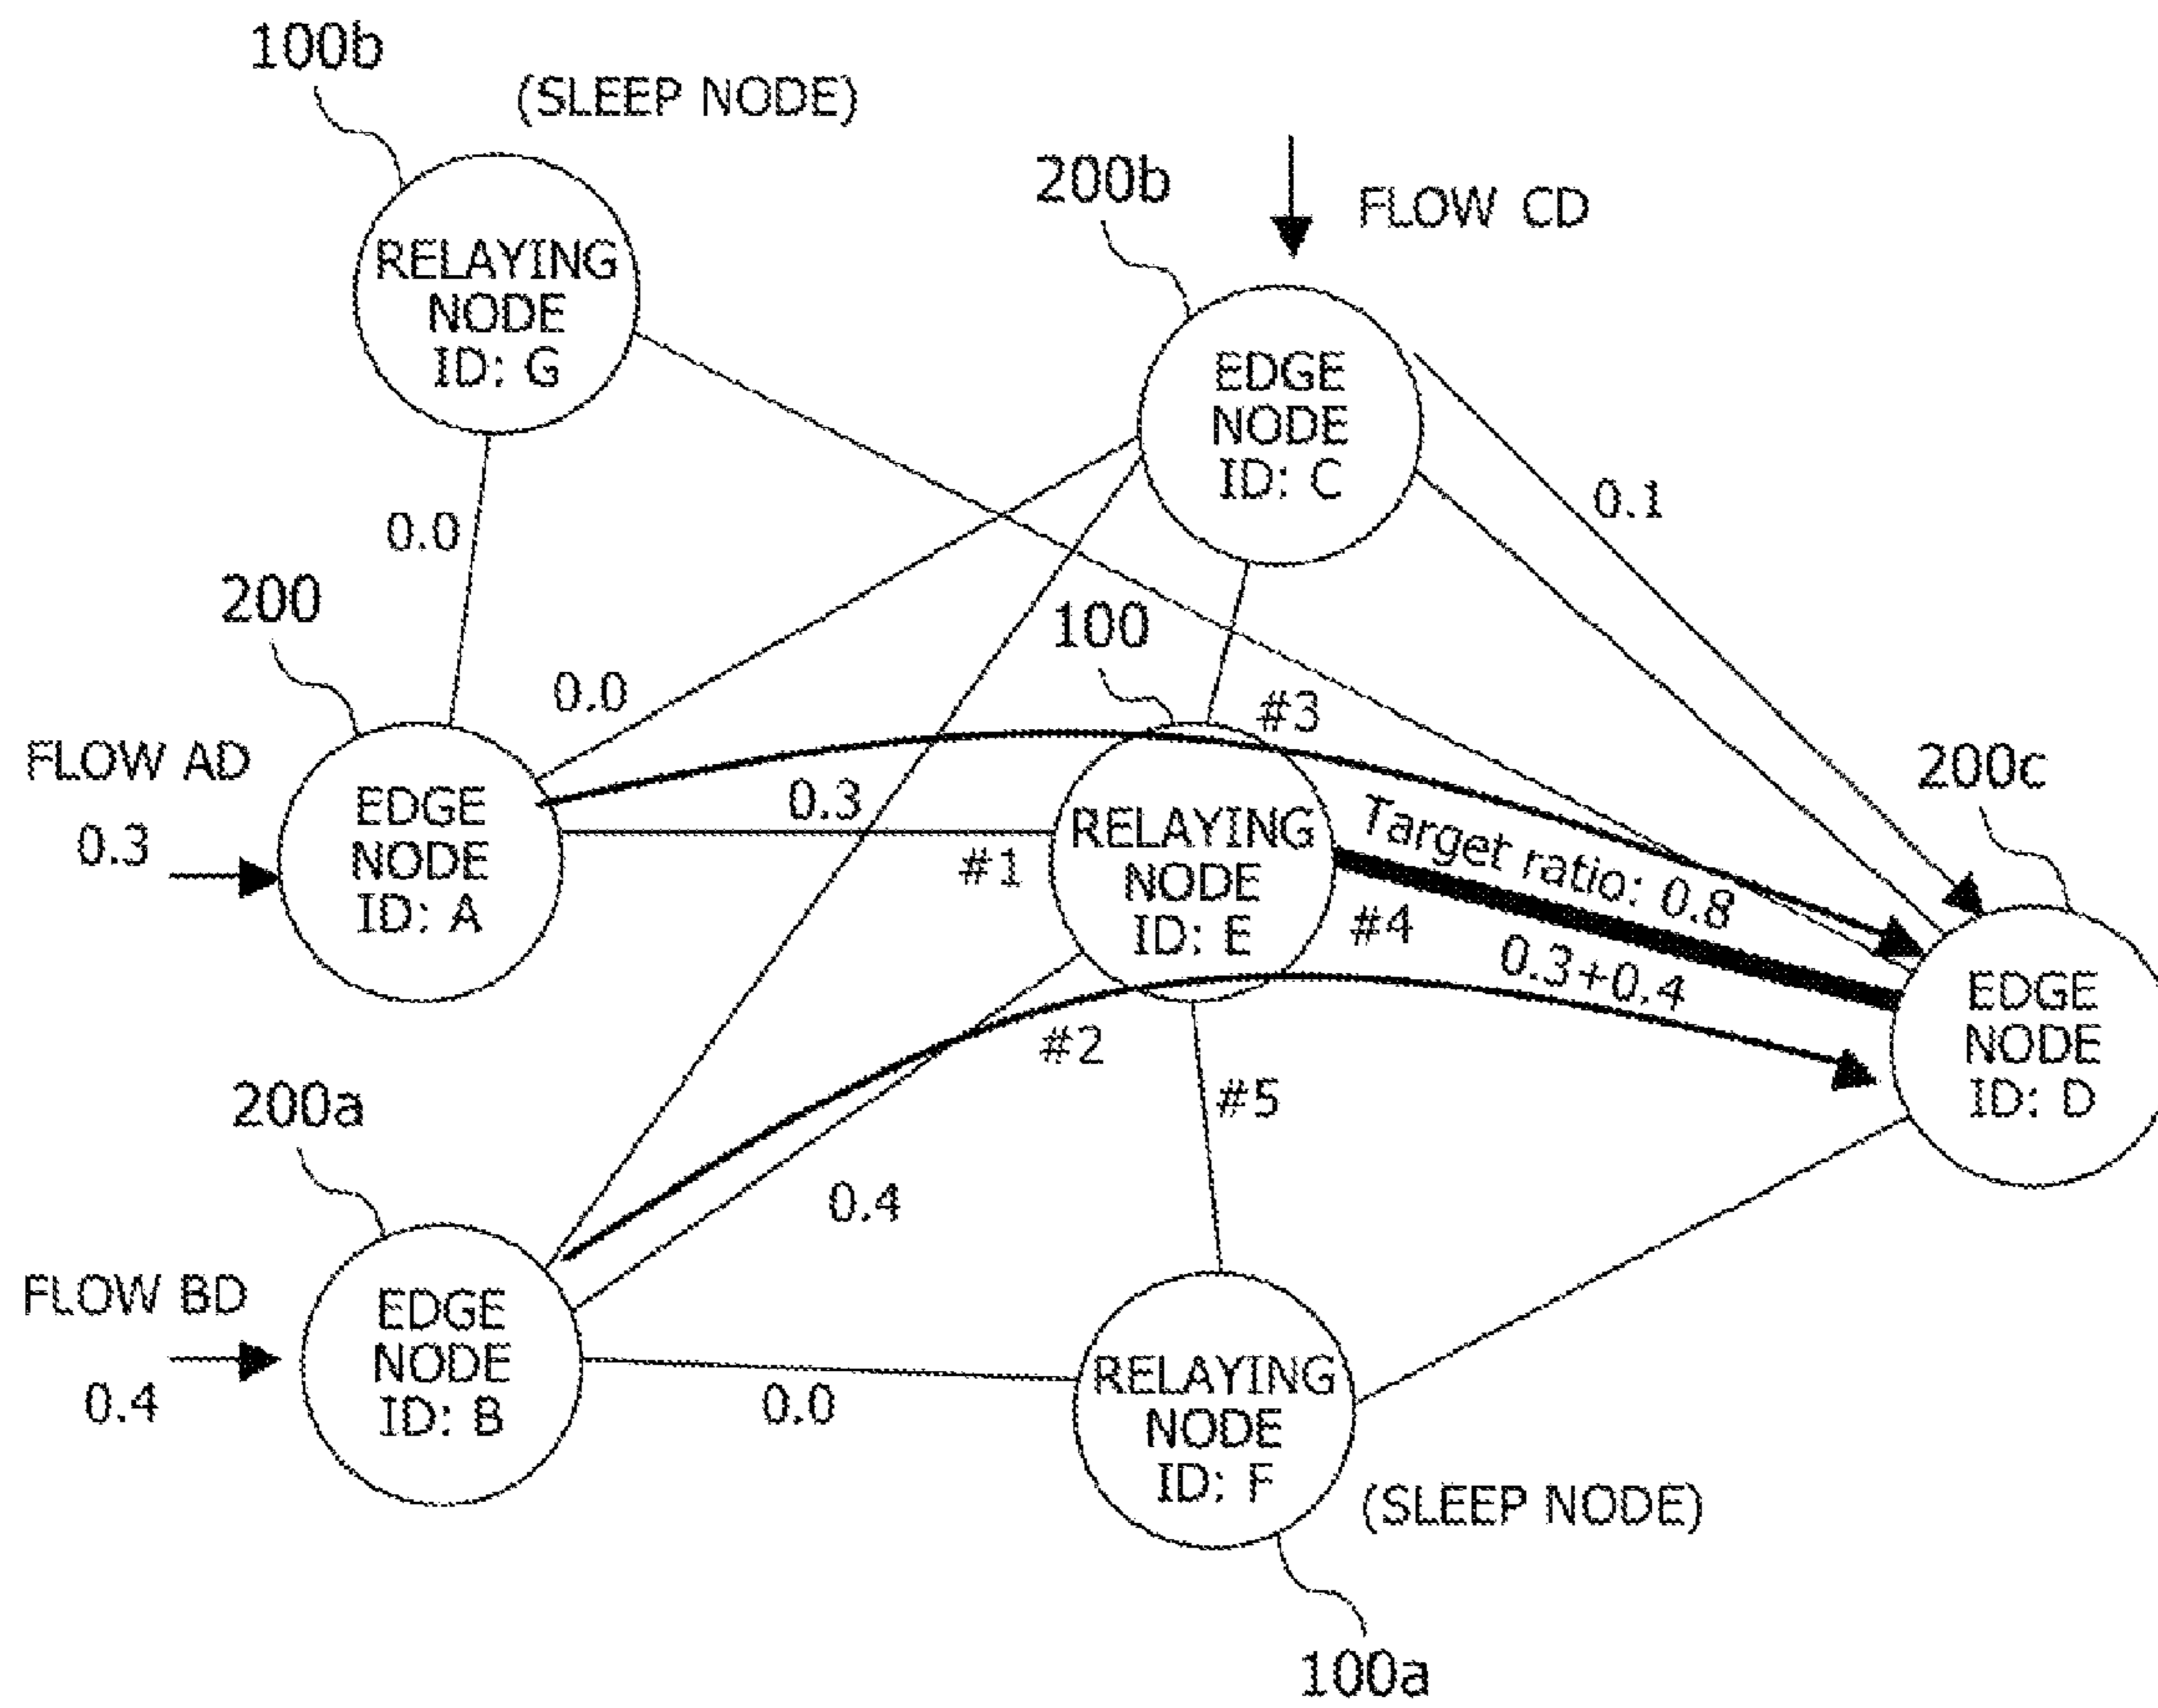 100b
(SLEEP NODE)
RELAYING
NODE
ID: G
200b
FLOW CD
EDGE
NODE
ID: C
0.1
0.0
200
0.0
100
#3
FLOW AD
0.3
EDGE
NODE
ID: A
0.3
#1
RELAYING
NODE
ID: E
Target ratio: 0.8
#4
0.3+0.4
200c
EDGE
NODE
ID: D
#2
#5
200a
0.4
FLOW BD
0.4
EDGE
NODE
ID: B
0.0
RELAYING
NODE
ID: F
(SLEEP NODE)
100a